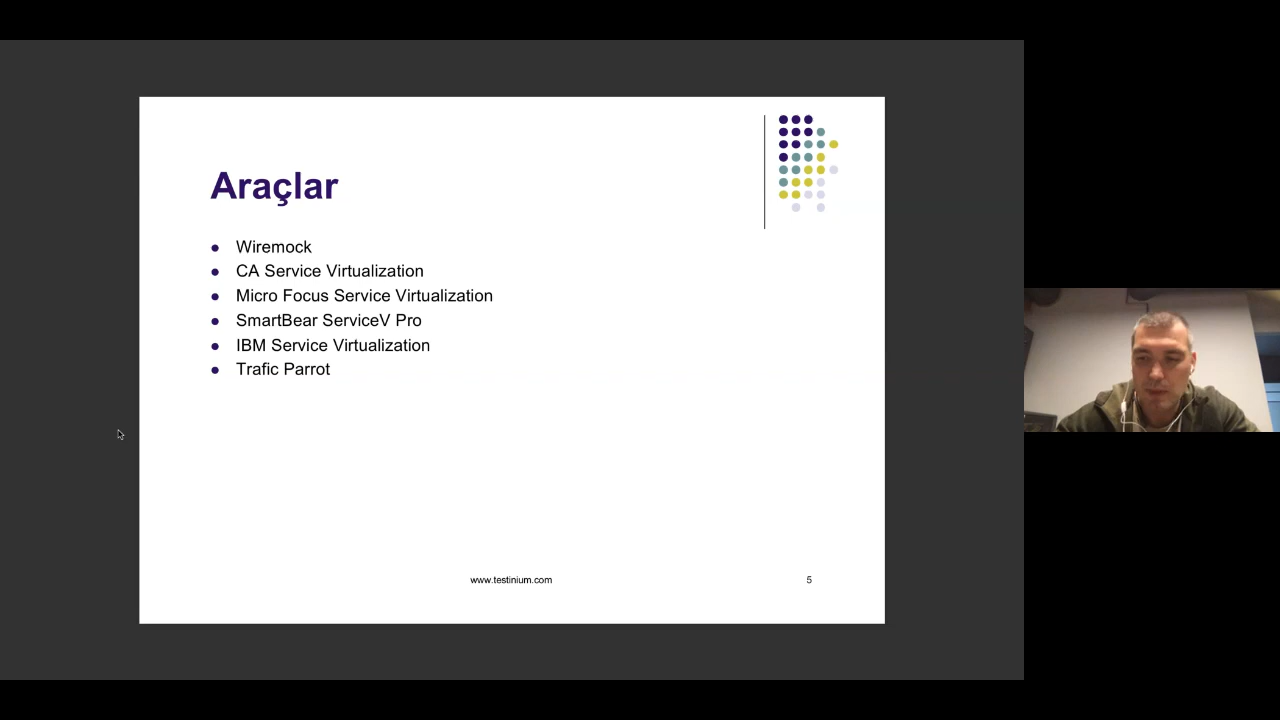 Araçlar
Wiremock
CA Service Virtualization
Micro Focus Service Virtualization
SmartBear ServiceV Pro
IBM Service Virtualization
Trafic Parrot
www.testinium.com
5